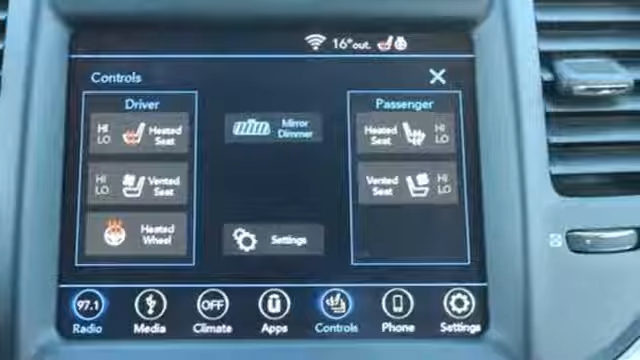 16° out.
Controls
X
Driver
Passenger
HI
LO
Heated
Seat
Mirror
Dimmer
Heated
Seat
HI
LO
HI
LO
Vented
Seat
Vented
Seat
HI
LO
Heated
Wheel
Settings
97.1
OFF
Radio
Media
Climate
Apps
Controls
Phone
Settings